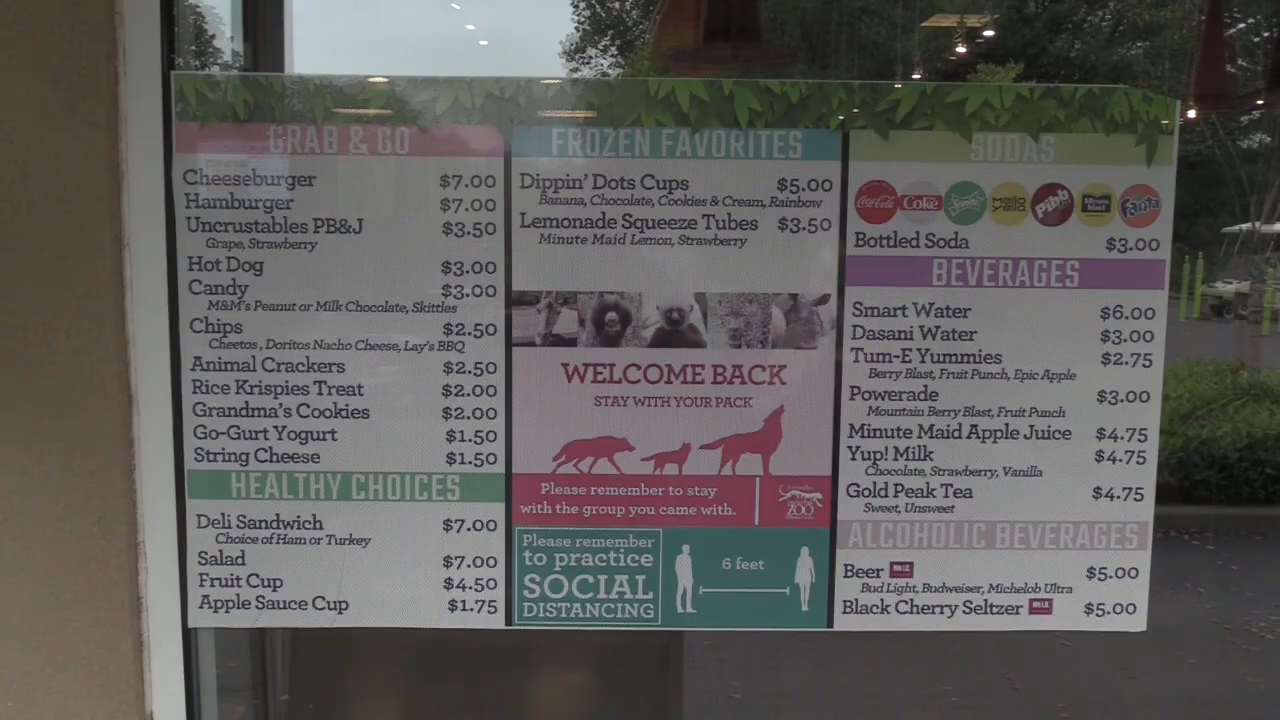 GRAB & GO
Cheeseburger $7.00
Hamburger $7.00
Uncrustables PB&J $3.50
Grape, Strawberry
Hot Dog $3.00
Candy $3.00
M&M's Peanut or Milk Chocolate, Skittles
Chips $2.50
Cheetos, Doritos Nacho Cheese, Lay's BBQ
Animal Crackers $2.50
Rice Krispies Treat $2.00
Grandma's Cookies $2.00
Go-Gurt Yogurt $1.50
String Cheese $1.50
HEALTHY CHOICES
Deli Sandwich $7.00
Choice of Ham or Turkey
Salad $7.00
Fruit Cup $4.50
Apple Sauce Cup $1.75
FROZEN FAVORITES
Dippin' Dots Cups $5.00
Banana, Chocolate, Cookies & Cream, Rainbow
Lemonade Squeeze Tubes $3.50
Minute Maid Lemon, Strawberry
WELCOME BACK
STAY WITH YOUR PACK
Please remember to stay
with the group you came with.
ZOO
Please remember
to practice
SOCIAL
DISTANCING
6 feet
SODAS
Coca-Cola Coke Sprite Mello Yello Pibb Minute Maid Fanta
Bottled Soda $3.00
BEVERAGES
Smart Water $6.00
Dasani Water $3.00
Tum-E Yummies $2.75
Berry Blast, Fruit Punch, Epic Apple
Powerade $3.00
Mountain Berry Blast, Fruit Punch
Minute Maid Apple Juice $4.75
Yup! Milk $4.75
Chocolate, Strawberry, Vanilla
Gold Peak Tea $4.75
Sweet, Unsweet
ALCOHOLIC BEVERAGES
Beer We I.D. $5.00
Bud Light, Budweiser, Michelob Ultra
Black Cherry Seltzer We I.D. $5.00